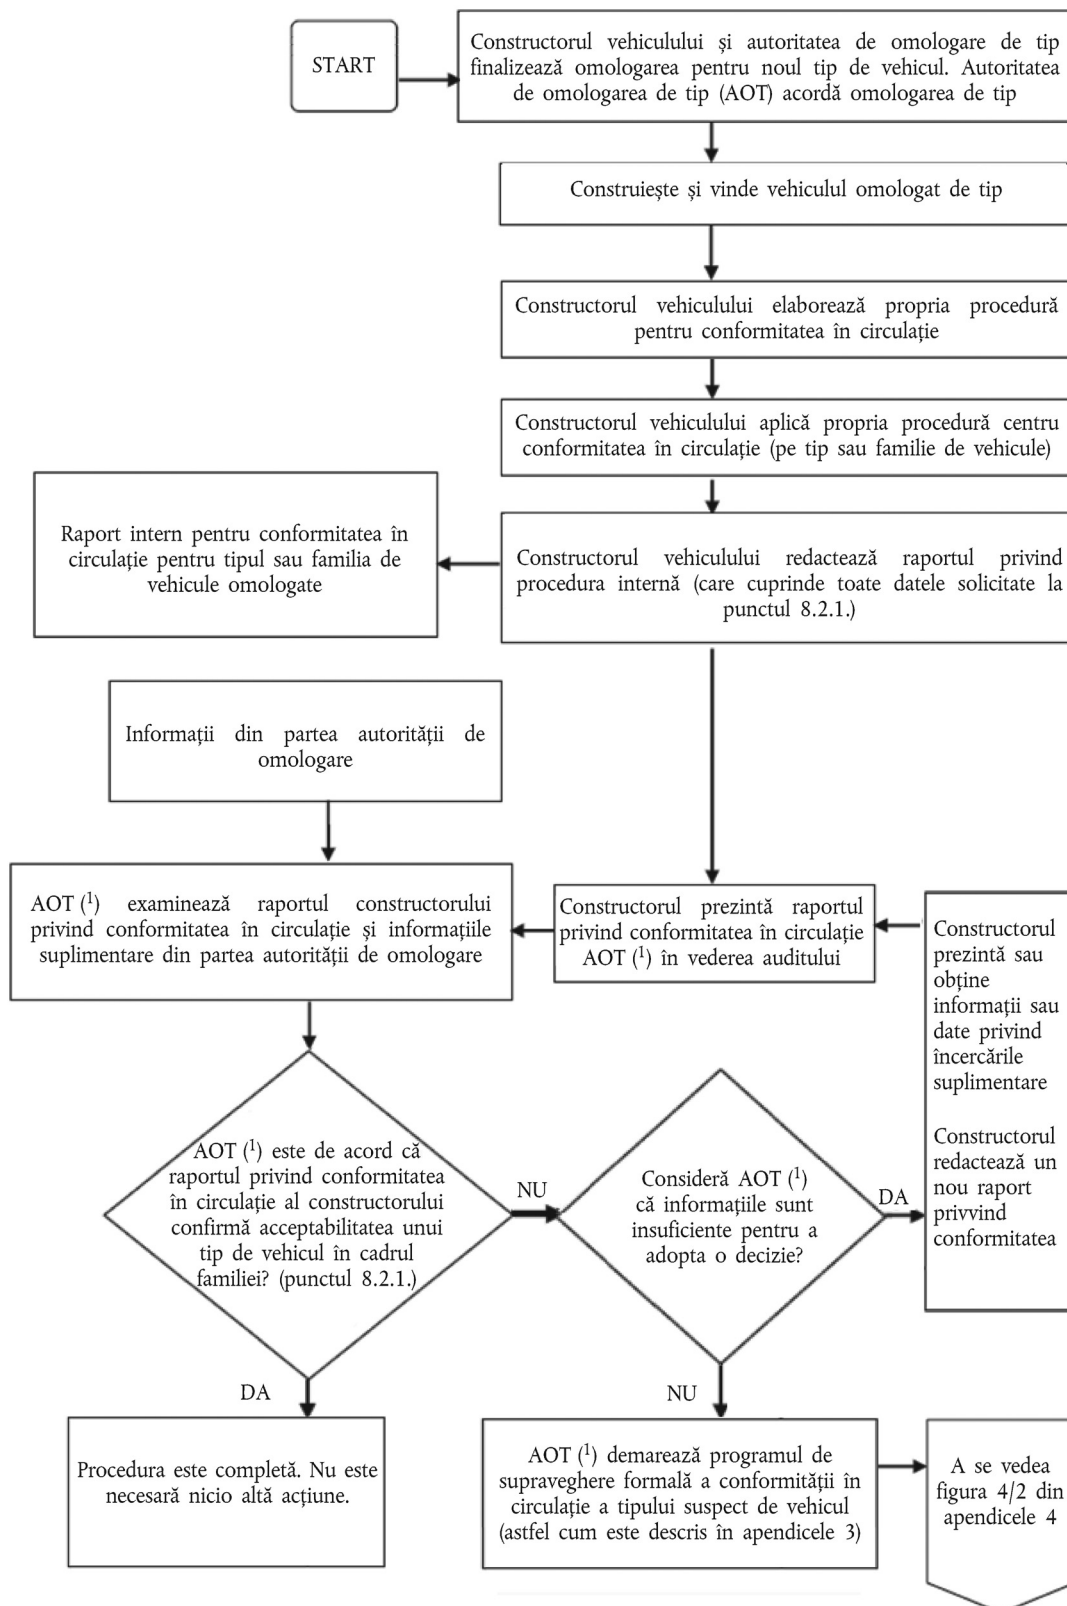 START
Constructorul vehiculului și autoritatea de omologare de tip
finalizează omologarea pentru noul tip de vehicul. Autoritatea
de omologarea de tip (AOT) acordă omologarea de tip
Construiește și vinde vehiculul omologat de tip
Constructorul vehiculului elaborează propria procedură
pentru conformitatea în circulație
Constructorul vehiculului aplică propria procedură centru
conformitatea în circulație (pe tip sau familie de vehicule)
Raport intern pentru conformitatea în
circulație pentru tipul sau familia de
vehicule omologate
Constructorul vehiculului redactează raportul privind
procedura internă (care cuprinde toate datele solicitate la
punctul 8.2.1.)
Informații din partea autorității de
omologare
AOT (¹) examinează raportul constructorului
privind conformitatea în circulație și informațiile
suplimentare din partea autorității de omologare
Constructorul prezintă raportul
privind conformitatea în circulație
AOT (¹) în vederea auditului
Constructorul
prezintă sau
obține
informații sau
date privind
încercările
suplimentare
Constructorul
redactează un
nou raport
privvind
conformitatea
AOT (¹) este de acord că
raportul privind conformitatea
în circulație al constructorului
confirmă acceptabilitatea unui
tip de vehicul în cadrul
familiei? (punctul 8.2.1.)
NU
Consideră AOT (¹)
că informațiile sunt
insuficiente pentru a
adopta o decizie?
DA
DA
NU
Procedura este completă. Nu este
necesară nicio altă acțiune.
AOT (¹) demarează programul de
supraveghere formală a conformității în
circulație a tipului suspect de vehicul
(astfel cum este descris în apendicele 3)
A se vedea
figura 4/2 din
apendicele 4